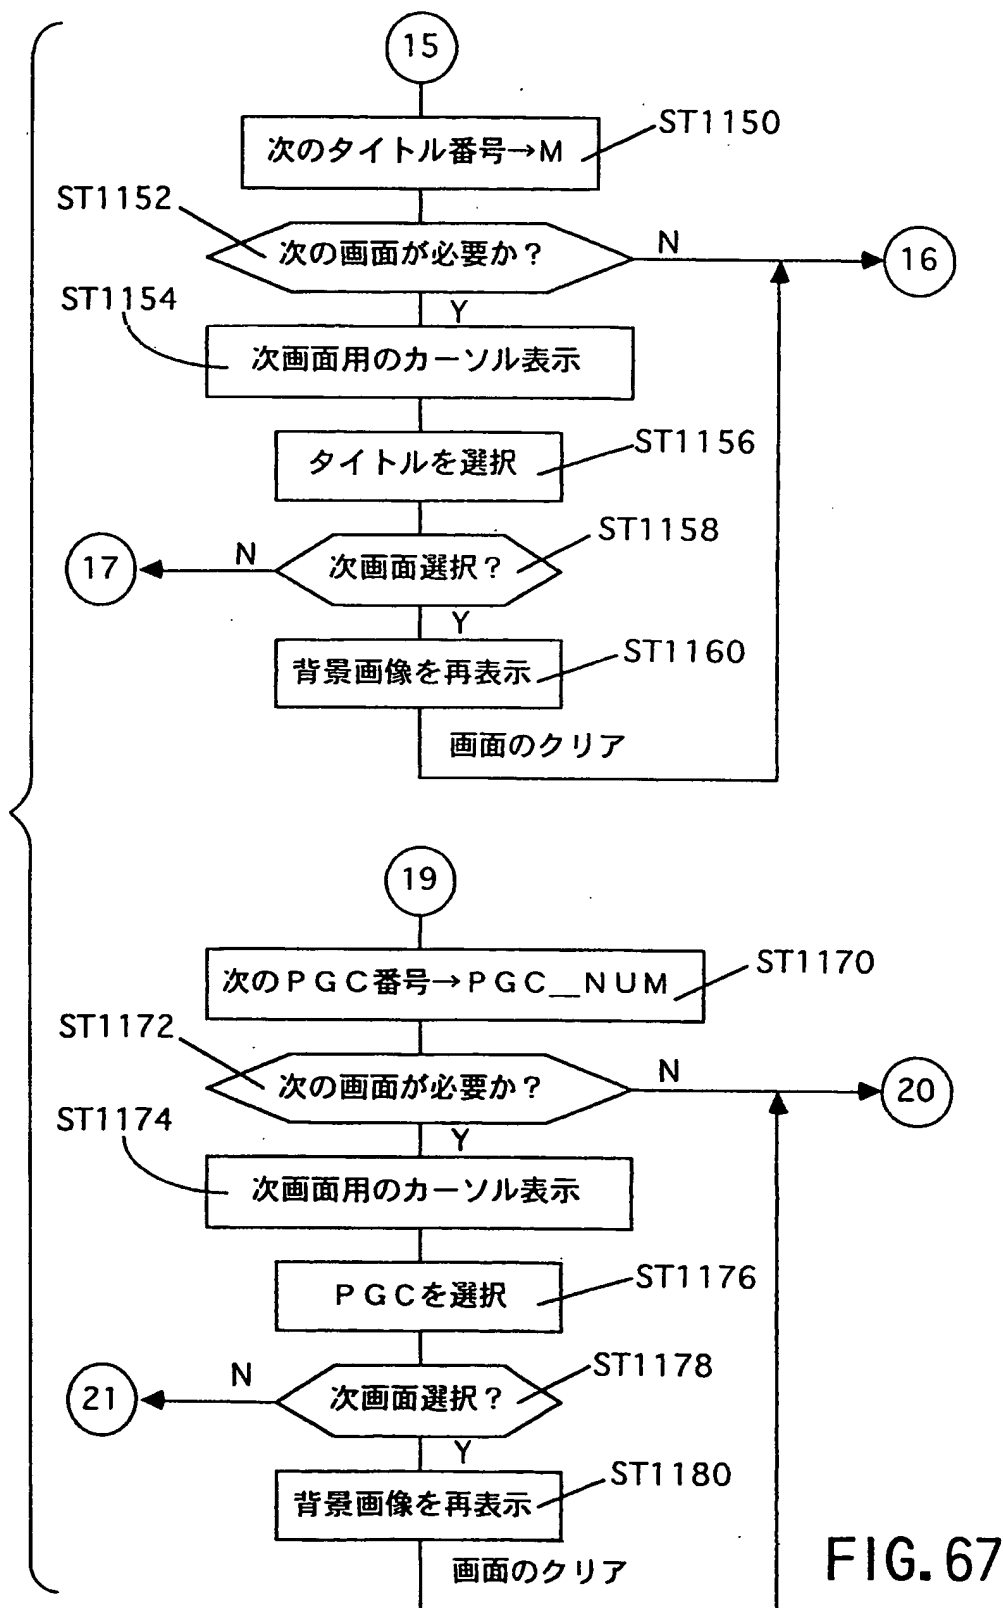 15
次のタイトル番号→M
ST1150
ST1152
次の画面が必要か?
N
16
Y
ST1154
次画面用のカーソル表示
タイトルを選択
ST1156
17
N
次画面選択?
ST1158
Y
背景画像を再表示
ST1160
画面のクリア
19
次のPGC番号→PGC__NUM
ST1170
ST1172
次の画面が必要か?
N
20
Y
ST1174
次画面用のカーソル表示
PGCを選択
ST1176
21
N
次画面選択?
ST1178
Y
背景画像を再表示
ST1180
画面のクリア
FIG. 67